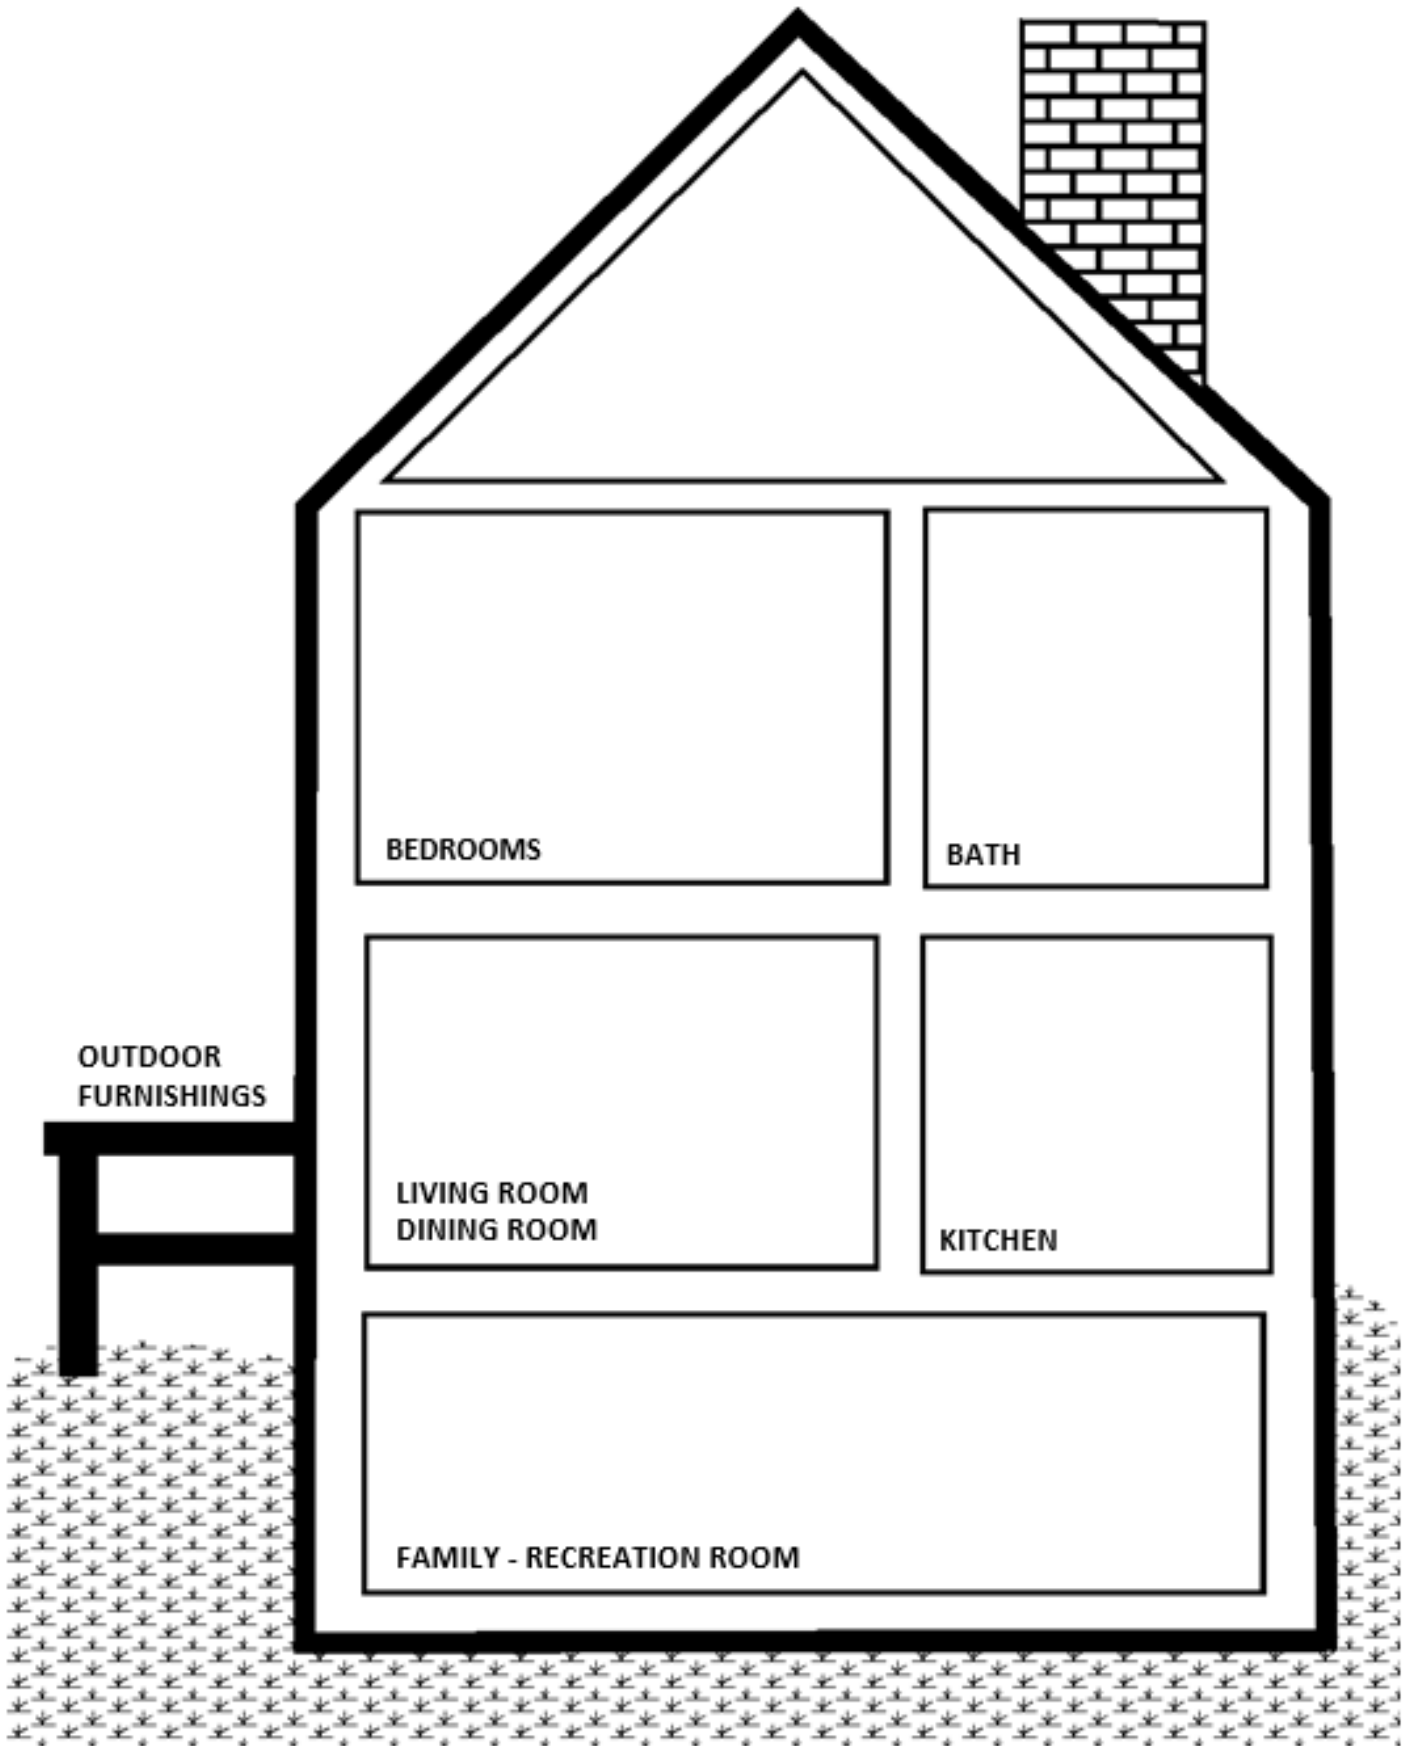 BEDROOMS
BATH
OUTDOOR
FURNISHINGS
LIVING ROOM
DINING ROOM
KITCHEN
FAMILY - RECREATION ROOM